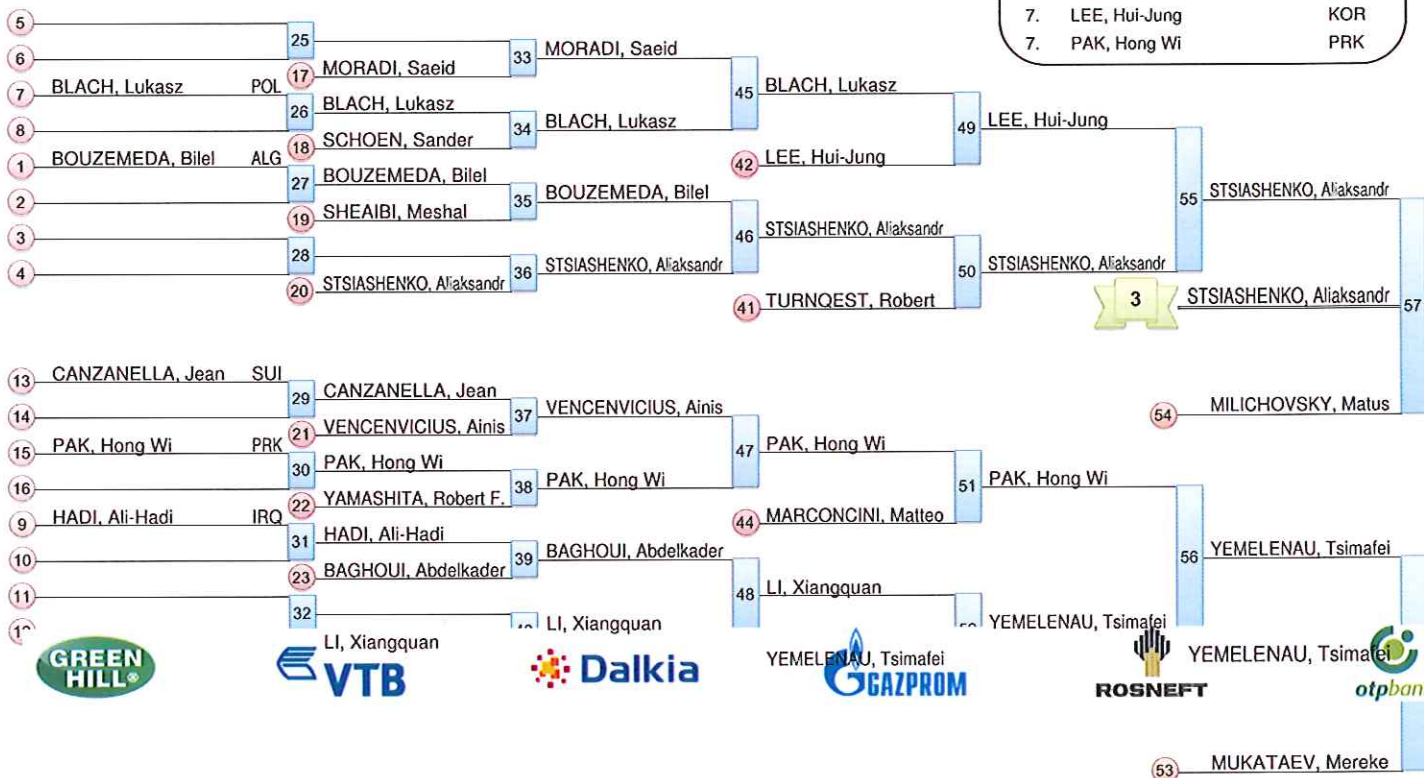 7. LEE, Hui-Jung KOR
7. PAK, Hong Wi PRK
5
6
7 BLACH, Lukasz POL
8
1 BOUZEMEDA, Bilel ALG
2
3
4
25
17 MORADI, Saeid
26 BLACH, Lukasz
18 SCHOEN, Sander
27 BOUZEMEDA, Bilel
19 SHEAIBI, Meshal
28
20 STSIASHENKO, Aliaksandr
33 MORADI, Saeid
34 BLACH, Lukasz
35 BOUZEMEDA, Bilel
36 STSIASHENKO, Aliaksandr
45 BLACH, Lukasz
42 LEE, Hui-Jung
46 STSIASHENKO, Aliaksandr
41 TURNQEST, Robert
49 LEE, Hui-Jung
50 STSIASHENKO, Aliaksandr
55 STSIASHENKO, Aliaksandr
3 STSIASHENKO, Aliaksandr
57
54 MILICHOVSKY, Matus
13 CANZANELLA, Jean SUI
14
15 PAK, Hong Wi PRK
16
9 HADI, Ali-Hadi IRQ
10
11
29 CANZANELLA, Jean
21 VENCENVICIUS, Ainis
30 PAK, Hong Wi
22 YAMASHITA, Robert F.
31 HADI, Ali-Hadi
23 BAGHOUI, Abdelkader
32
LI, Xiangquan
37 VENCENVICIUS, Ainis
38 PAK, Hong Wi
39 BAGHOUI, Abdelkader
LI, Xiangquan
47 PAK, Hong Wi
44 MARCONCINI, Matteo
48 LI, Xiangquan
YEMELENAU, Tsimafei
51 PAK, Hong Wi
YEMELENAU, Tsimafei
56 YEMELENAU, Tsimafei
YEMELENAU, Tsimafei
53 MUKATAEV, Mereke
GREEN
HILL®
VTB
Dalkia
GAZPROM
ROSNEFT
otpban